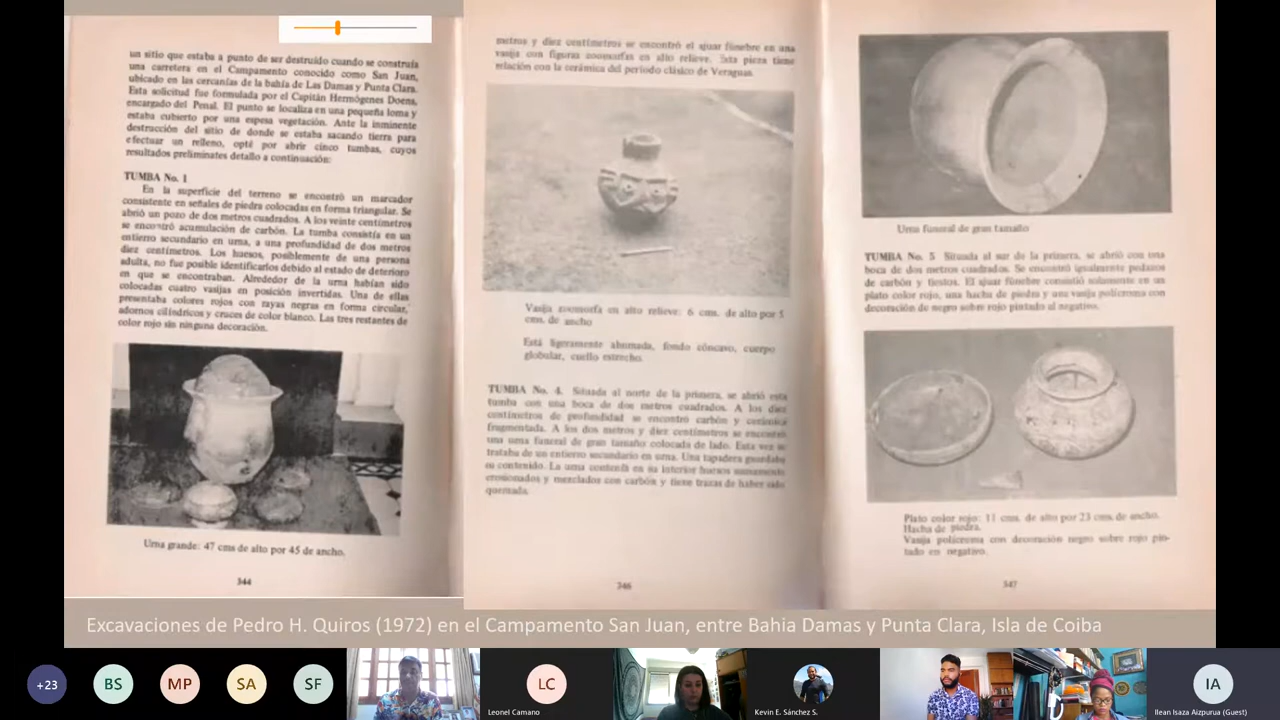 un sitio que estaba a punto de ser destruído cuando se construía
una carretera en el Campamento conocido como San Juan,
ubicado en las cercanías de la bahía de Las Damas y Punta Clara.
Esta solicitud fue formulada por el Capitán Hermógenes Doens,
encargado del Penal. El punto se localiza en una pequeña loma y
estaba cubierto por una espesa vegetación. Ante la inminente
destrucción del sitio de donde se estaba sacando tierra para
efectuar un relleno, opté por abrir cinco tumbas, cuyos
resultados preliminates detallo a continuación:
TUMBA No. 1
En la superficie del terreno se encontró un marcador
consistente en señales de piedra colocadas en forma triangular. Se
abrió un pozo de dos metros cuadrados. A los veinte centímetros
se encontró acumulación de carbón. La tumba consistía en un
entierro secundario en urna, a una profundidad de dos metros
diez centímetros. Los huesos, posiblemente de una persona
adulta, no fue posible identificarlos debido al estado de deterioro
en que se encontraban. Alrededor de la urna habían sido
colocadas cuatro vasijas en posición invertidas. Una de ellas
presentaba colores rojos con rayas negras en forma circular,
adornos cilíndricos y cruces de color blanco. Las tres restantes de
color rojo sin ninguna decoración.
Urna grande: 47 cms de alto por 45 de ancho.
344
metros y diez centímetros se encontró el ajuar fúnebre en una
vasija con figuras zoomorfas en alto relieve. Esta pieza tiene
relación con la cerámica del período clásico de Veraguas.
Vasija zoomorfa en alto relieve: 6 cms. de alto por 5
cms. de ancho
Está ligeramente ahumada, fondo cóncavo, cuerpo
globular, cuello estrecho.
TUMBA No. 4. Situada al norte de la primera, se abrió esta
tumba con una boca de dos metros cuadrados. A los diez
centímetros de profundidad se encontró carbón y cerámica
fragmentada. A los dos metros y diez centímetros se encontró
una urna funeral de gran tamaño colocada de lado. Esta vez se
trataba de un entierro secundario en urna. Una tapadera guardaba
su contenido. La urna contenía en su interior huesos sumamente
erosionados y mezclados con carbón y tiene trazas de haber sido
quemada.
346
Urna funeral de gran tamaño
TUMBA No. 5 Situada al sur de la primera, se abrió con una
boca de dos metros cuadrados. Se encontró igualmente pedazos
de carbón y tiestos. El ajuar fúnebre consistió solamente en un
plato color rojo, una hacha de piedra y una vasija polícroma con
decoración de negro sobre rojo pintado al negativo.
Plato color rojo: 11 cms. de alto por 23 cms. de ancho.
Hacha de piedra.
Vasija polícroma con decoración negro sobre rojo pin-
tado en negativo.
347
Excavaciones de Pedro H. Quiros (1972) en el Campamento San Juan, entre Bahia Damas y Punta Clara, Isla de Coiba
+23
BS
MP
SA
SF
LC
Leonel Camano
Kevin E. Sánchez S.
IA
Ilean Isaza Aizpurua (Guest)